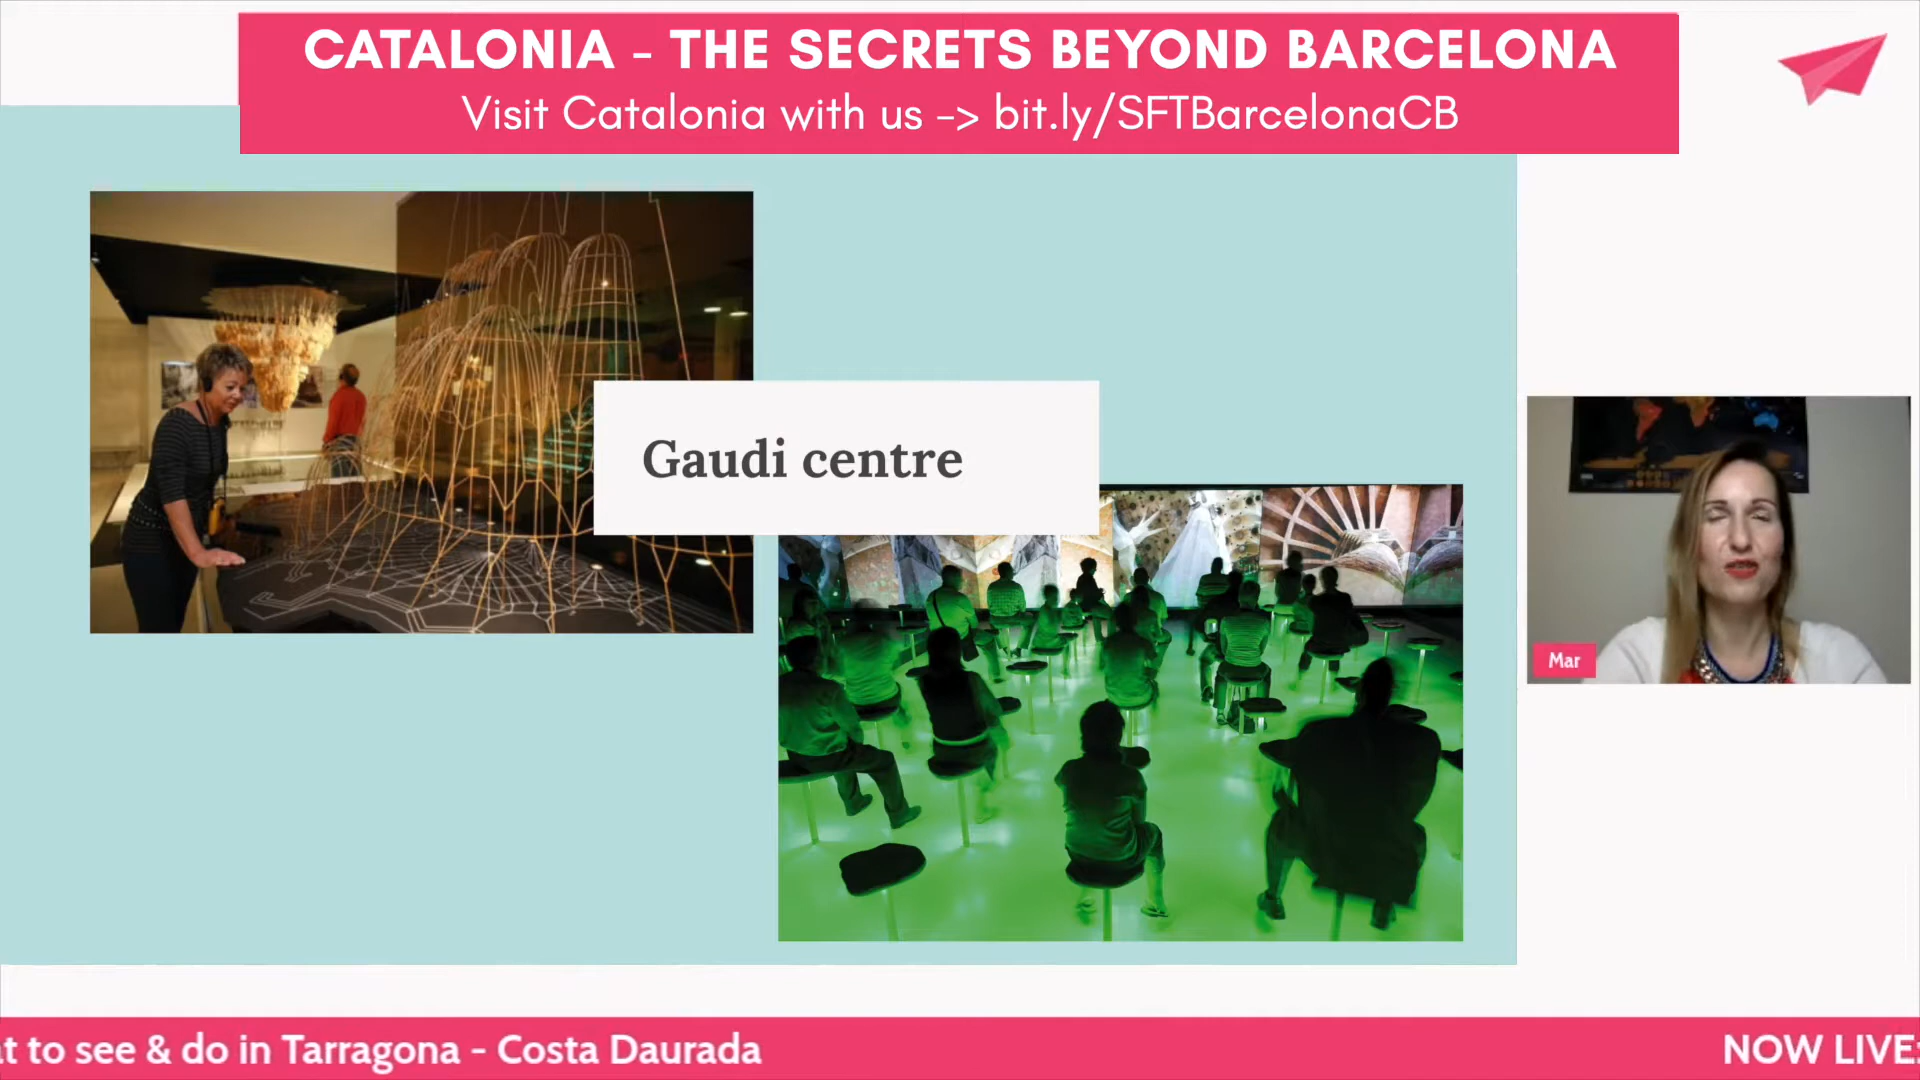 CATALONIA - THE SECRETS BEYOND BARCELONA
Visit Catalonia with us -> bit.ly/SFTBarcelonaCB
Gaudi centre
Mar
t to see & do in Tarragona - Costa Daurada
NOW LIVE: